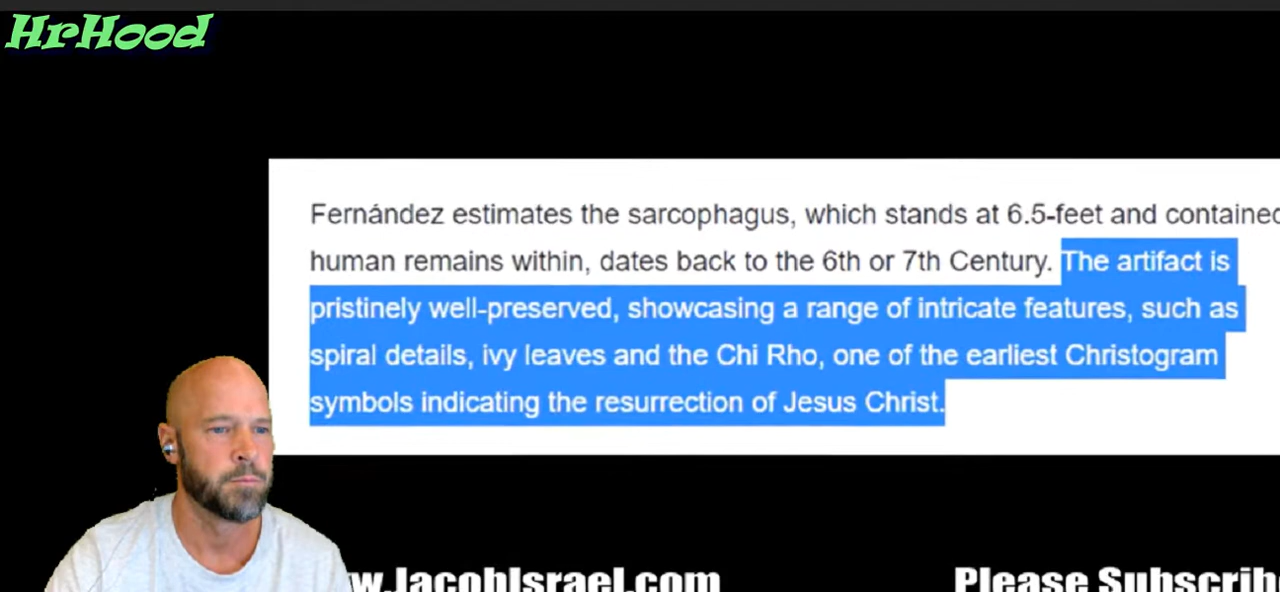 HrHood
Fernández estimates the sarcophagus, which stands at 6.5-feet and contained
human remains within, dates back to the 6th or 7th Century. The artifact is
pristinely well-preserved, showcasing a range of intricate features, such as
spiral details, ivy leaves and the Chi Rho, one of the earliest Christogram
symbols indicating the resurrection of Jesus Christ.
w.JacobIsrael.com
Please Subscrib